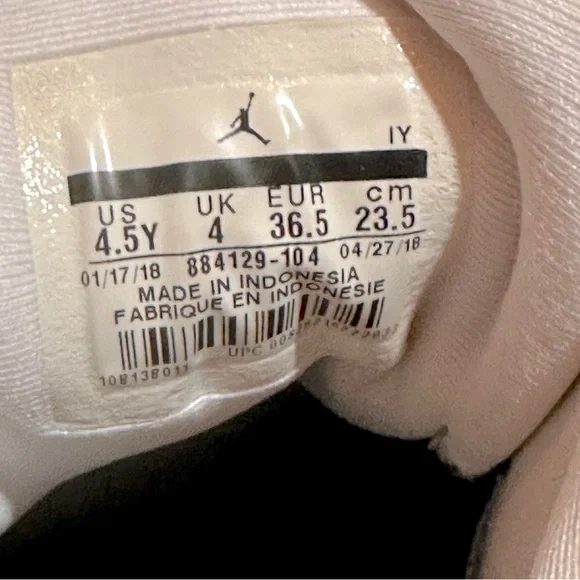 IY
US UK EUR cm
4.5Y 4 36.5 23.5
01/17/18 884129-104 04/27/18
MADE IN INDONESIA
FABRIQUE EN INDONESIE
UPC
108138011